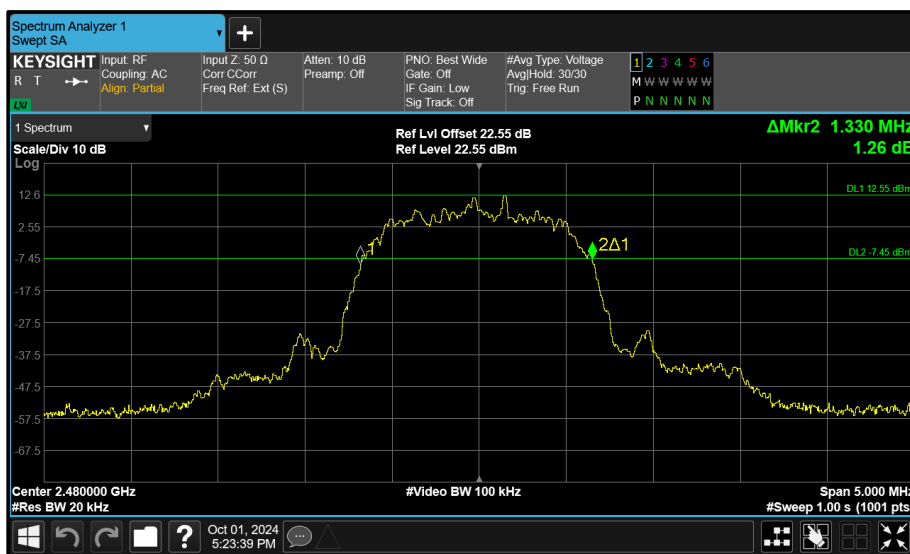 Spectrum Analyzer 1
Swept SA
+
KEYSIGHT
R T
LXI
Input: RF
Coupling: AC
Align: Partial
Input Z: 50 Ω
Corr CCorr
Freq Ref: Ext (S)
Atten: 10 dB
Preamp: Off
PNO: Best Wide
Gate: Off
IF Gain: Low
Sig Track: Off
#Avg Type: Voltage
Avg|Hold: 30/30
Trig: Free Run
1 2 3 4 5 6
M W W W W W
P N N N N N
1 Spectrum
Scale/Div 10 dB
Log
Ref Lvl Offset 22.55 dB
Ref Level 22.55 dBm
ΔMkr2 1.330 MHz
1.26 dB
12.6
DL1 12.55 dBm
2.55
-7.45
1
2Δ1
DL2 -7.45 dBm
-17.5
-27.5
-37.5
-47.5
-57.5
-67.5
Center 2.480000 GHz
#Video BW 100 kHz
Span 5.000 MHz
#Res BW 20 kHz
#Sweep 1.00 s (1001 pts
?
Oct 01, 2024
5:23:39 PM